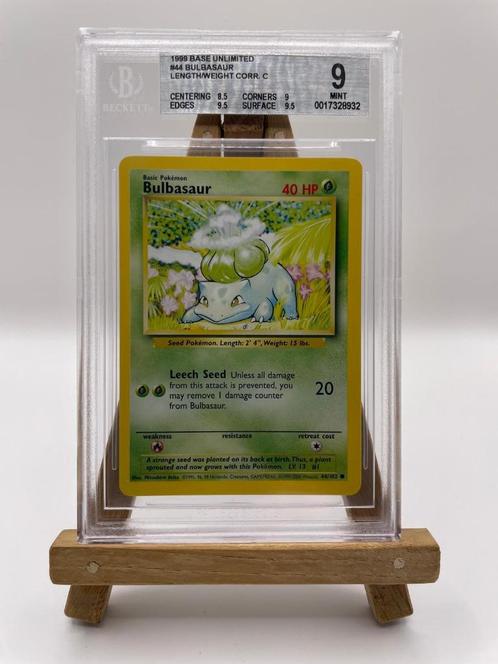 1999 BASE UNLIMITED
#44 BULBASAUR
LENGTH/WEIGHT CORR. C
CENTERING 8.5 CORNERS 9
EDGES 9.5 SURFACE 9.5
9
MINT
0017328932
B
BECKETT
Basic Pokémon
Bulbasaur
40 HP
Seed Pokémon. Length: 2' 4", Weight: 15 lbs.
Leech Seed Unless all damage
from this attack is prevented, you
may remove 1 damage counter
from Bulbasaur.
20
weakness resistance retreat cost
A strange seed was planted on its back at birth. Thus, a plant
sprouted and now grows with this Pokémon. LV. 13 #1
Illus. Mitsuhiro Arita
44/102